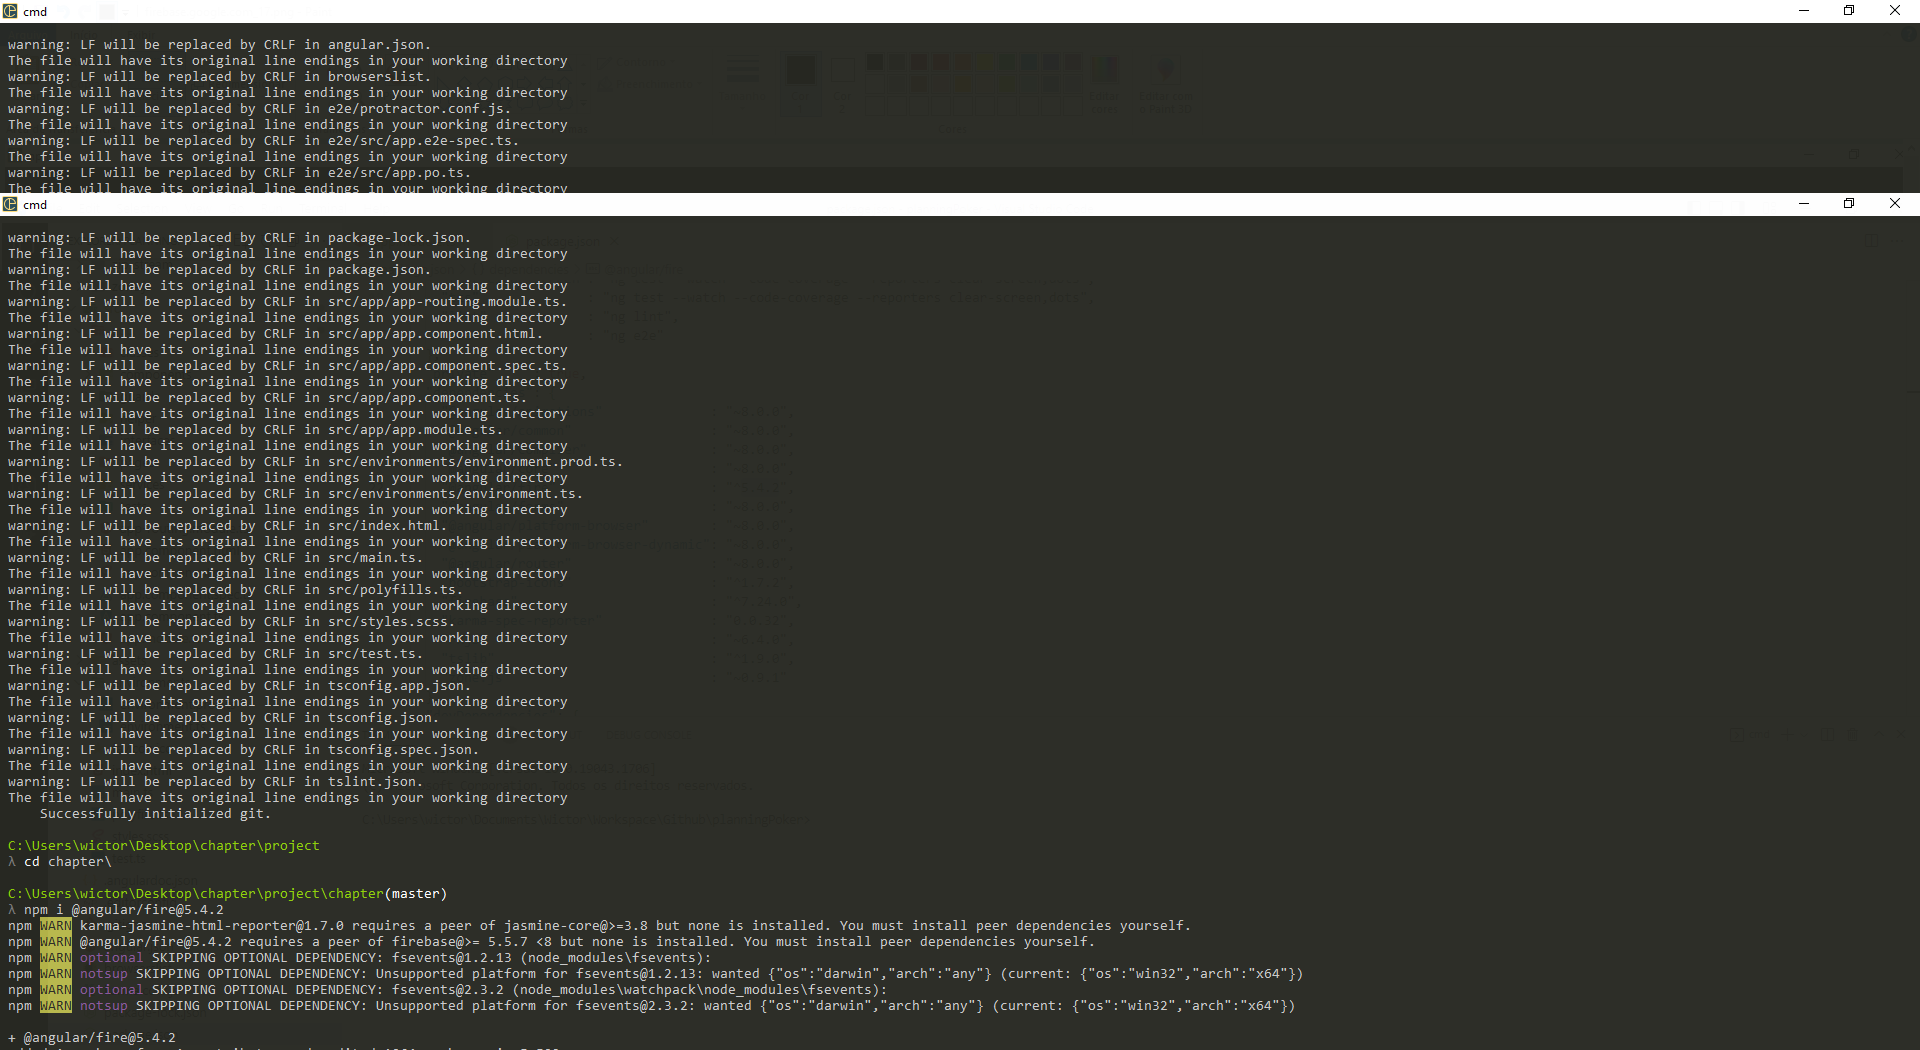 cmd
warning: LF will be replaced by CRLF in angular.json.
The file will have its original line endings in your working directory
warning: LF will be replaced by CRLF in browserslist.
The file will have its original line endings in your working directory
warning: LF will be replaced by CRLF in e2e/protractor.conf.js.
The file will have its original line endings in your working directory
warning: LF will be replaced by CRLF in e2e/src/app.e2e-spec.ts.
The file will have its original line endings in your working directory
warning: LF will be replaced by CRLF in e2e/src/app.po.ts.
The file will have its original line endings in your working directory
cmd
warning: LF will be replaced by CRLF in package-lock.json.
The file will have its original line endings in your working directory
warning: LF will be replaced by CRLF in package.json.
The file will have its original line endings in your working directory
warning: LF will be replaced by CRLF in src/app/app-routing.module.ts.
The file will have its original line endings in your working directory
warning: LF will be replaced by CRLF in src/app/app.component.html.
The file will have its original line endings in your working directory
warning: LF will be replaced by CRLF in src/app/app.component.spec.ts.
The file will have its original line endings in your working directory
warning: LF will be replaced by CRLF in src/app/app.component.ts.
The file will have its original line endings in your working directory
warning: LF will be replaced by CRLF in src/app/app.module.ts.
The file will have its original line endings in your working directory
warning: LF will be replaced by CRLF in src/environments/environment.prod.ts.
The file will have its original line endings in your working directory
warning: LF will be replaced by CRLF in src/environments/environment.ts.
The file will have its original line endings in your working directory
warning: LF will be replaced by CRLF in src/index.html.
The file will have its original line endings in your working directory
warning: LF will be replaced by CRLF in src/main.ts.
The file will have its original line endings in your working directory
warning: LF will be replaced by CRLF in src/polyfills.ts.
The file will have its original line endings in your working directory
warning: LF will be replaced by CRLF in src/styles.scss.
The file will have its original line endings in your working directory
warning: LF will be replaced by CRLF in src/test.ts.
The file will have its original line endings in your working directory
warning: LF will be replaced by CRLF in tsconfig.app.json.
The file will have its original line endings in your working directory
warning: LF will be replaced by CRLF in tsconfig.json.
The file will have its original line endings in your working directory
warning: LF will be replaced by CRLF in tsconfig.spec.json.
The file will have its original line endings in your working directory
warning: LF will be replaced by CRLF in tslint.json.
The file will have its original line endings in your working directory
Successfully initialized git.
C:\Users\wictor\Desktop\chapter\project
λ cd chapter\
C:\Users\wictor\Desktop\chapter\project\chapter(master)
λ npm i @angular/fire@5.4.2
npm WARN karma-jasmine-html-reporter@1.7.0 requires a peer of jasmine-core@>=3.8 but none is installed. You must install peer dependencies yourself.
npm WARN @angular/fire@5.4.2 requires a peer of firebase@>= 5.5.7 <8 but none is installed. You must install peer dependencies yourself.
npm WARN optional SKIPPING OPTIONAL DEPENDENCY: fsevents@1.2.13 (node_modules\fsevents):
npm WARN notsup SKIPPING OPTIONAL DEPENDENCY: Unsupported platform for fsevents@1.2.13: wanted {"os":"darwin","arch":"any"} (current: {"os":"win32","arch":"x64"})
npm WARN optional SKIPPING OPTIONAL DEPENDENCY: fsevents@2.3.2 (node_modules\watchpack\node_modules\fsevents):
npm WARN notsup SKIPPING OPTIONAL DEPENDENCY: Unsupported platform for fsevents@2.3.2: wanted {"os":"darwin","arch":"any"} (current: {"os":"win32","arch":"x64"})
+ @angular/fire@5.4.2